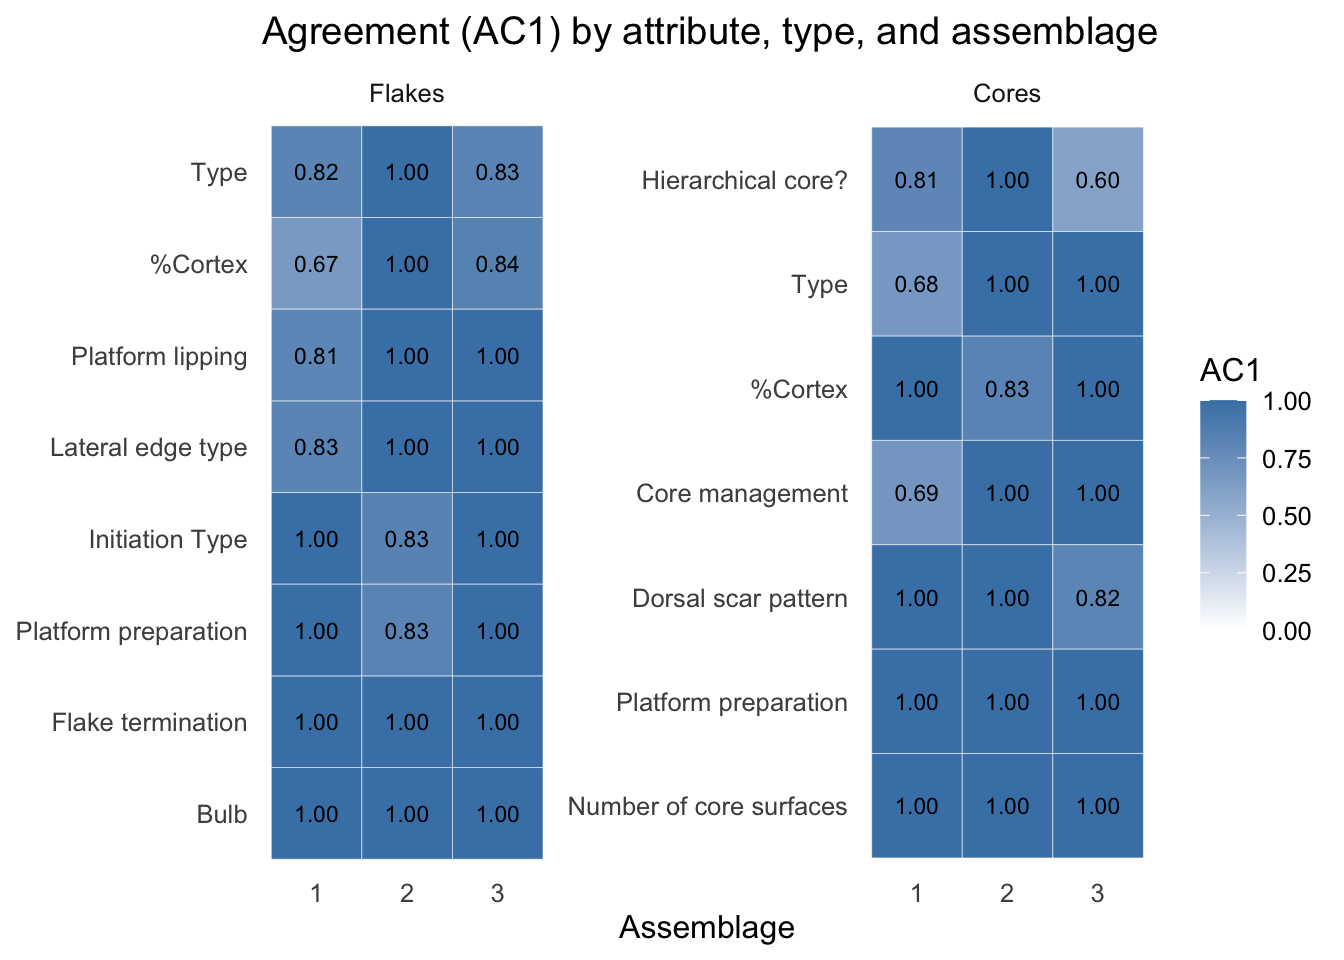 Agreement (AC1) by attribute, type, and assemblage
Flakes
Type 0.82 1.00 0.83
%Cortex 0.67 1.00 0.84
Platform lipping 0.81 1.00 1.00
Lateral edge type 0.83 1.00 1.00
Initiation Type 1.00 0.83 1.00
Platform preparation 1.00 0.83 1.00
Flake termination 1.00 1.00 1.00
Bulb 1.00 1.00 1.00
1 2 3
Cores
Hierarchical core? 0.81 1.00 0.60
Type 0.68 1.00 1.00
%Cortex 1.00 0.83 1.00
Core management 0.69 1.00 1.00
Dorsal scar pattern 1.00 1.00 0.82
Platform preparation 1.00 1.00 1.00
Number of core surfaces 1.00 1.00 1.00
1 2 3
Assemblage
AC1
1.00
0.75
0.50
0.25
0.00